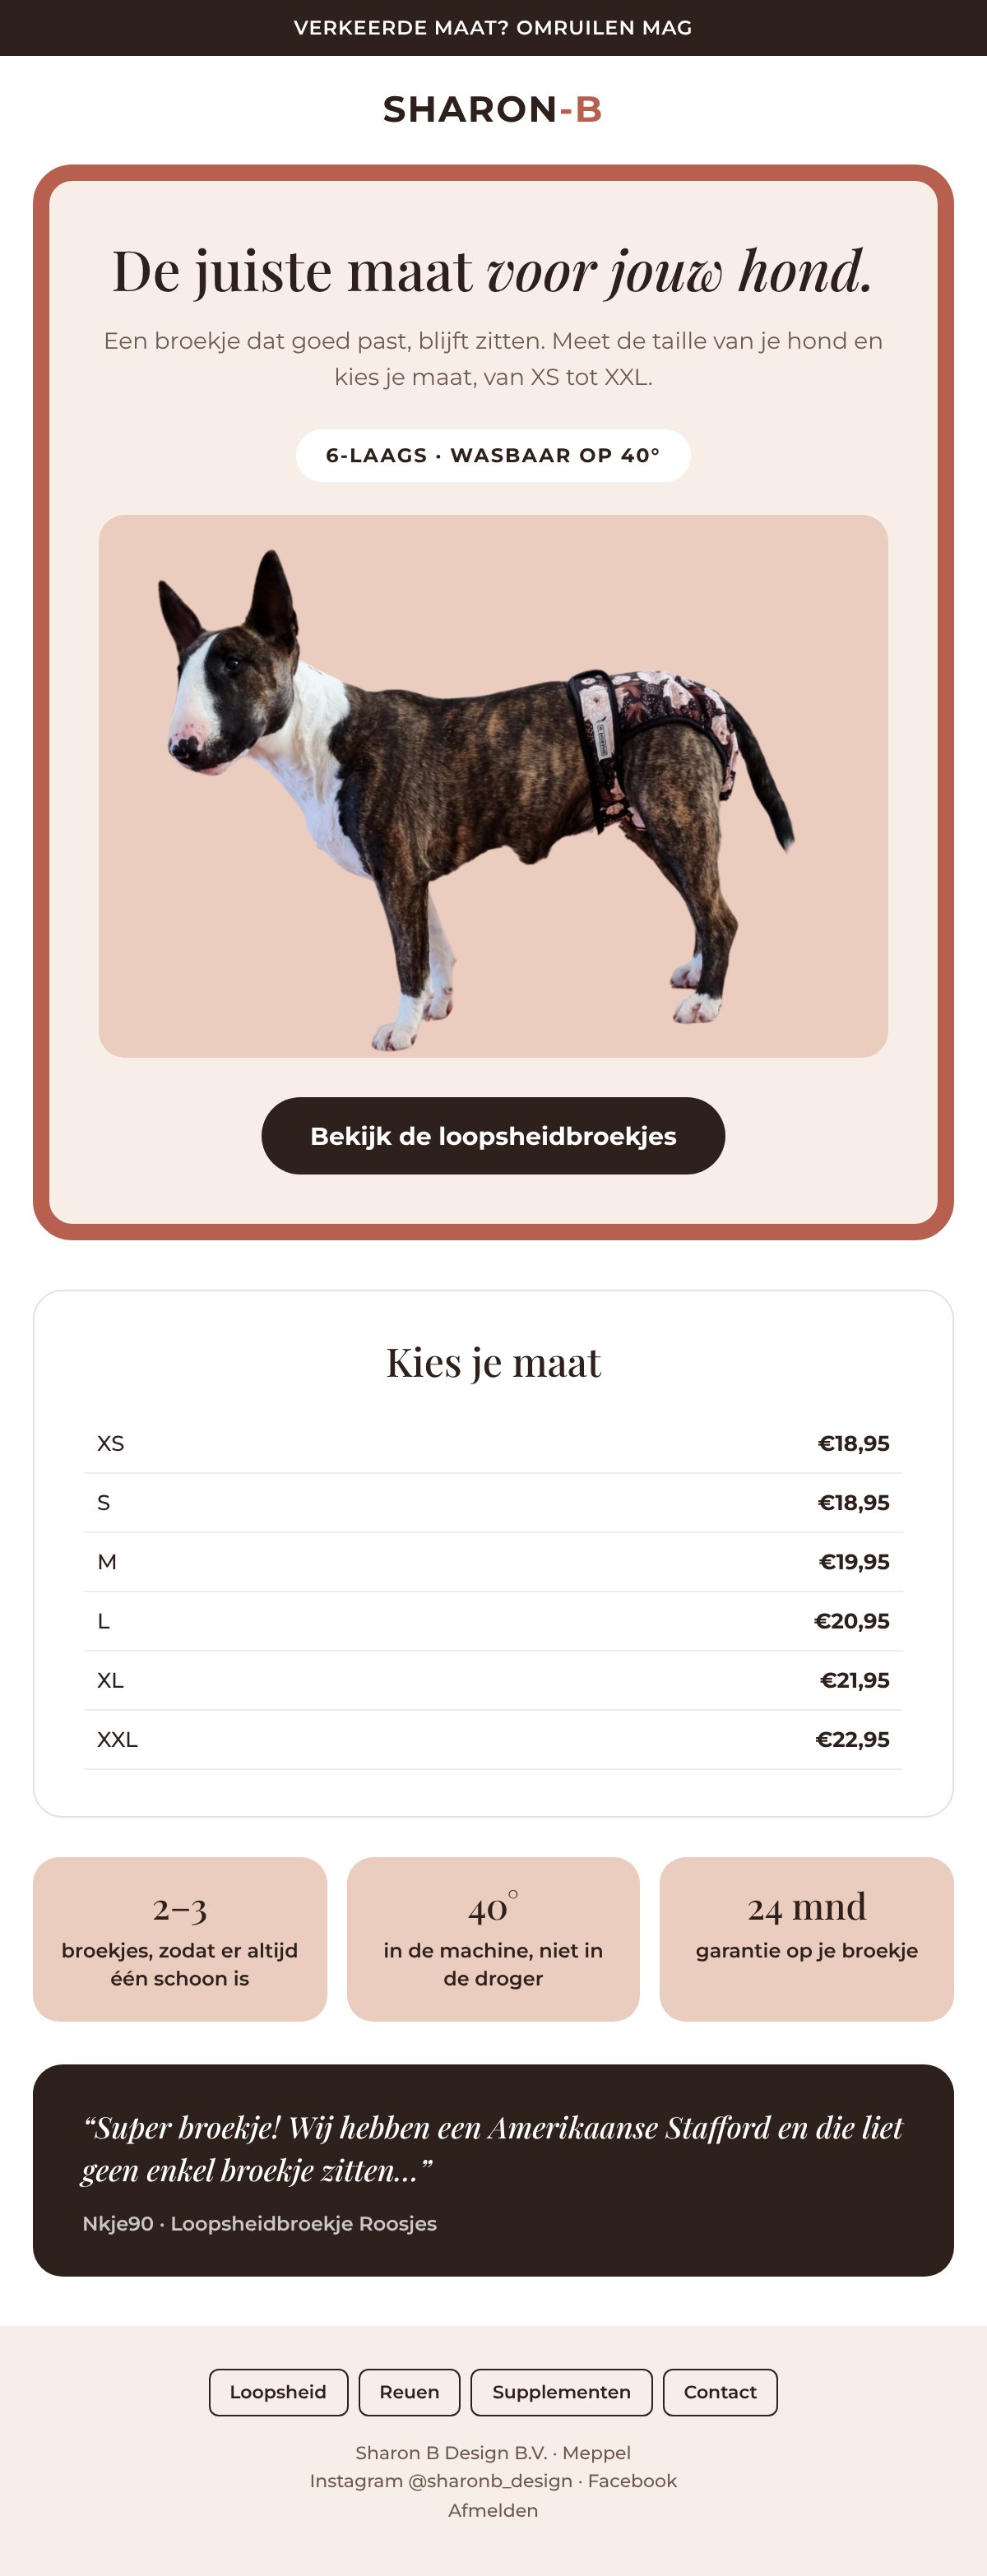 VERKEERDE MAAT? OMRUILEN MAG
SHARON-B
De juiste maat voor jouw hond.
Een broekje dat goed past, blijft zitten. Meet de taille van je hond en
kies je maat, van XS tot XXL.
6-LAAGS · WASBAAR OP 40°
Bekijk de loopsheidbroekjes
Kies je maat
XS €18,95
S €18,95
M €19,95
L €20,95
XL €21,95
XXL €22,95
2–3
broekjes, zodat er altijd
één schoon is
40°
in de machine, niet in
de droger
24 mnd
garantie op je broekje
“Super broekje! Wij hebben een Amerikaanse Stafford en die liet
geen enkel broekje zitten...”
Nkje90 · Loopsheidbroekje Roosjes
Loopsheid Reuen Supplementen Contact
Sharon B Design B.V. · Meppel
Instagram @sharonb_design · Facebook
Afmelden